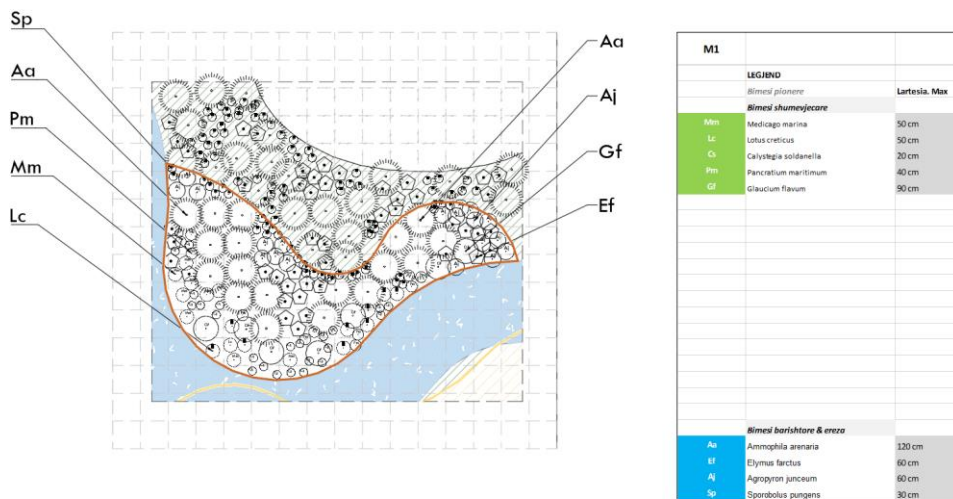 Sp
Aa
Pm
Mm
Lc
Aa
Aj
Gf
Ef
M1
LEGJEND
Bimesi pionere Lartesia. Max
Bimesi shumevjecare
Mm Medicago marina 50 cm
Lc Lotus creticus 50 cm
Cs Calystegia soldanella 20 cm
Pm Pancratium maritimum 40 cm
Gf Glaucium flavum 90 cm
Bimesi barishtore & ereza
Aa Ammophila arenaria 120 cm
Ef Elymus farctus 60 cm
Aj Agropyron junceum 60 cm
Sp Sporobolus pungens 30 cm